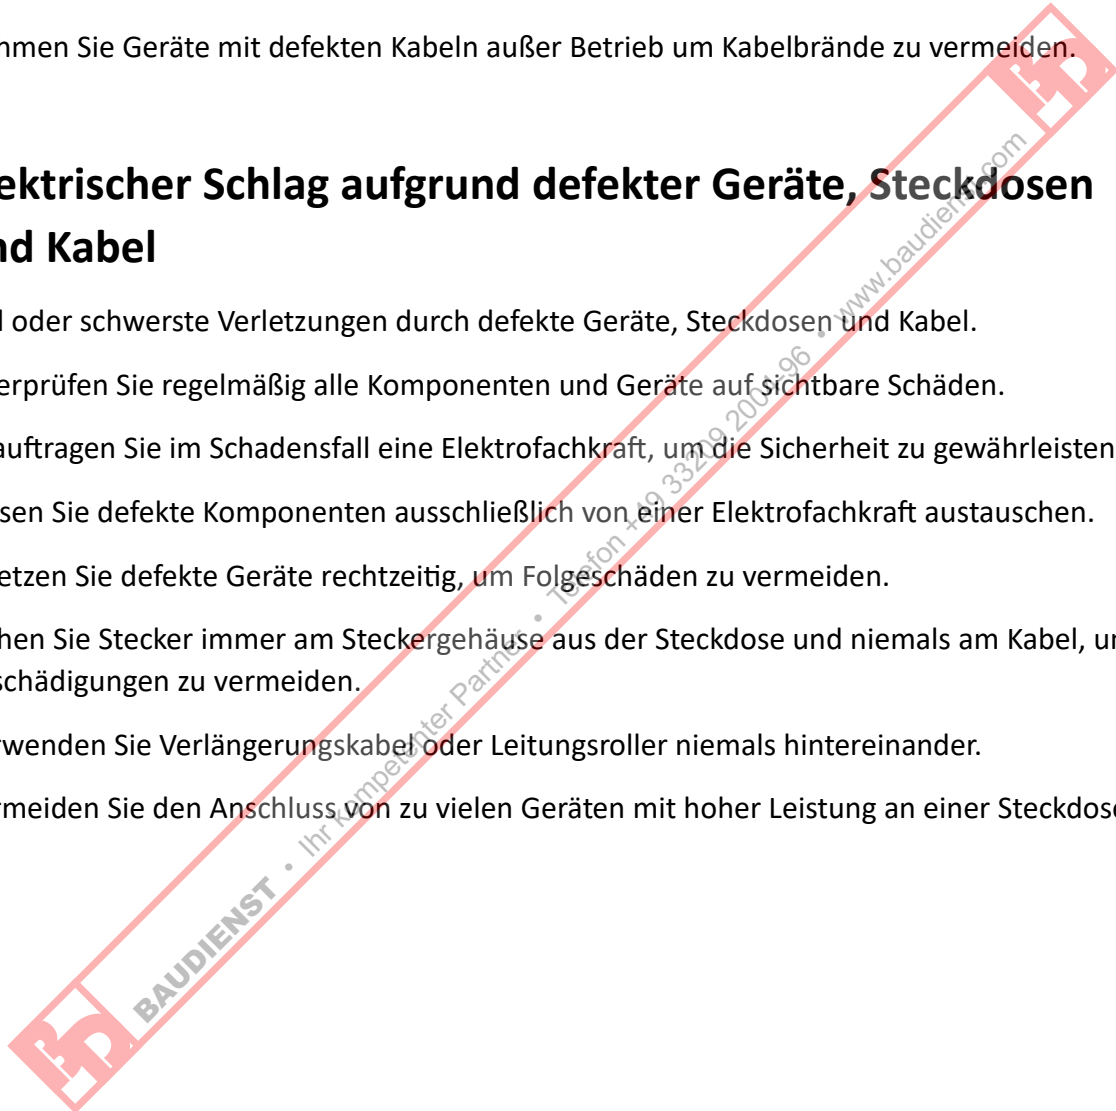 hmen Sie Geräte mit defekten Kabeln außer Betrieb um Kabelbrände zu vermeiden.
ektrischer Schlag aufgrund defekter Geräte, Steckdosen
nd Kabel
l oder schwerste Verletzungen durch defekte Geräte, Steckdosen und Kabel.
erprüfen Sie regelmäßig alle Komponenten und Geräte auf sichtbare Schäden.
auftragen Sie im Schadensfall eine Elektrofachkraft, um die Sicherheit zu gewährleisten
sen Sie defekte Komponenten ausschließlich von einer Elektrofachkraft austauschen.
etzen Sie defekte Geräte rechtzeitig, um Folgeschäden zu vermeiden.
hen Sie Stecker immer am Steckergehäuse aus der Steckdose und niemals am Kabel, u
schädigungen zu vermeiden.
rwenden Sie Verlängerungskabel oder Leitungsroller niemals hintereinander.
rmeiden Sie den Anschluss von zu vielen Geräten mit hoher Leistung an einer Steckdos
BAUDIENST • Ihr kompetenter Partner • Telefon +49 33209 2004-96 • www.baudienst.com